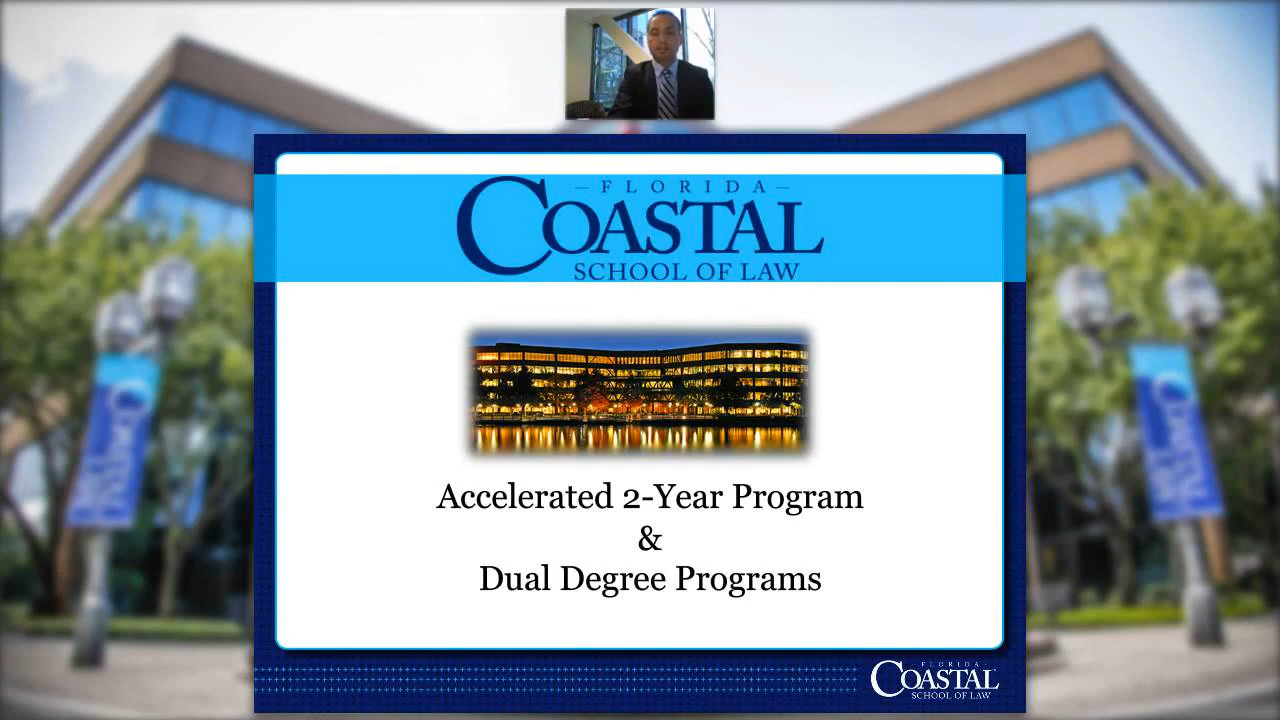 FLORIDA
COASTAL
SCHOOL OF LAW
Accelerated 2-Year Program
&
Dual Degree Programs
FLORIDA
COASTAL
SCHOOL OF LAW